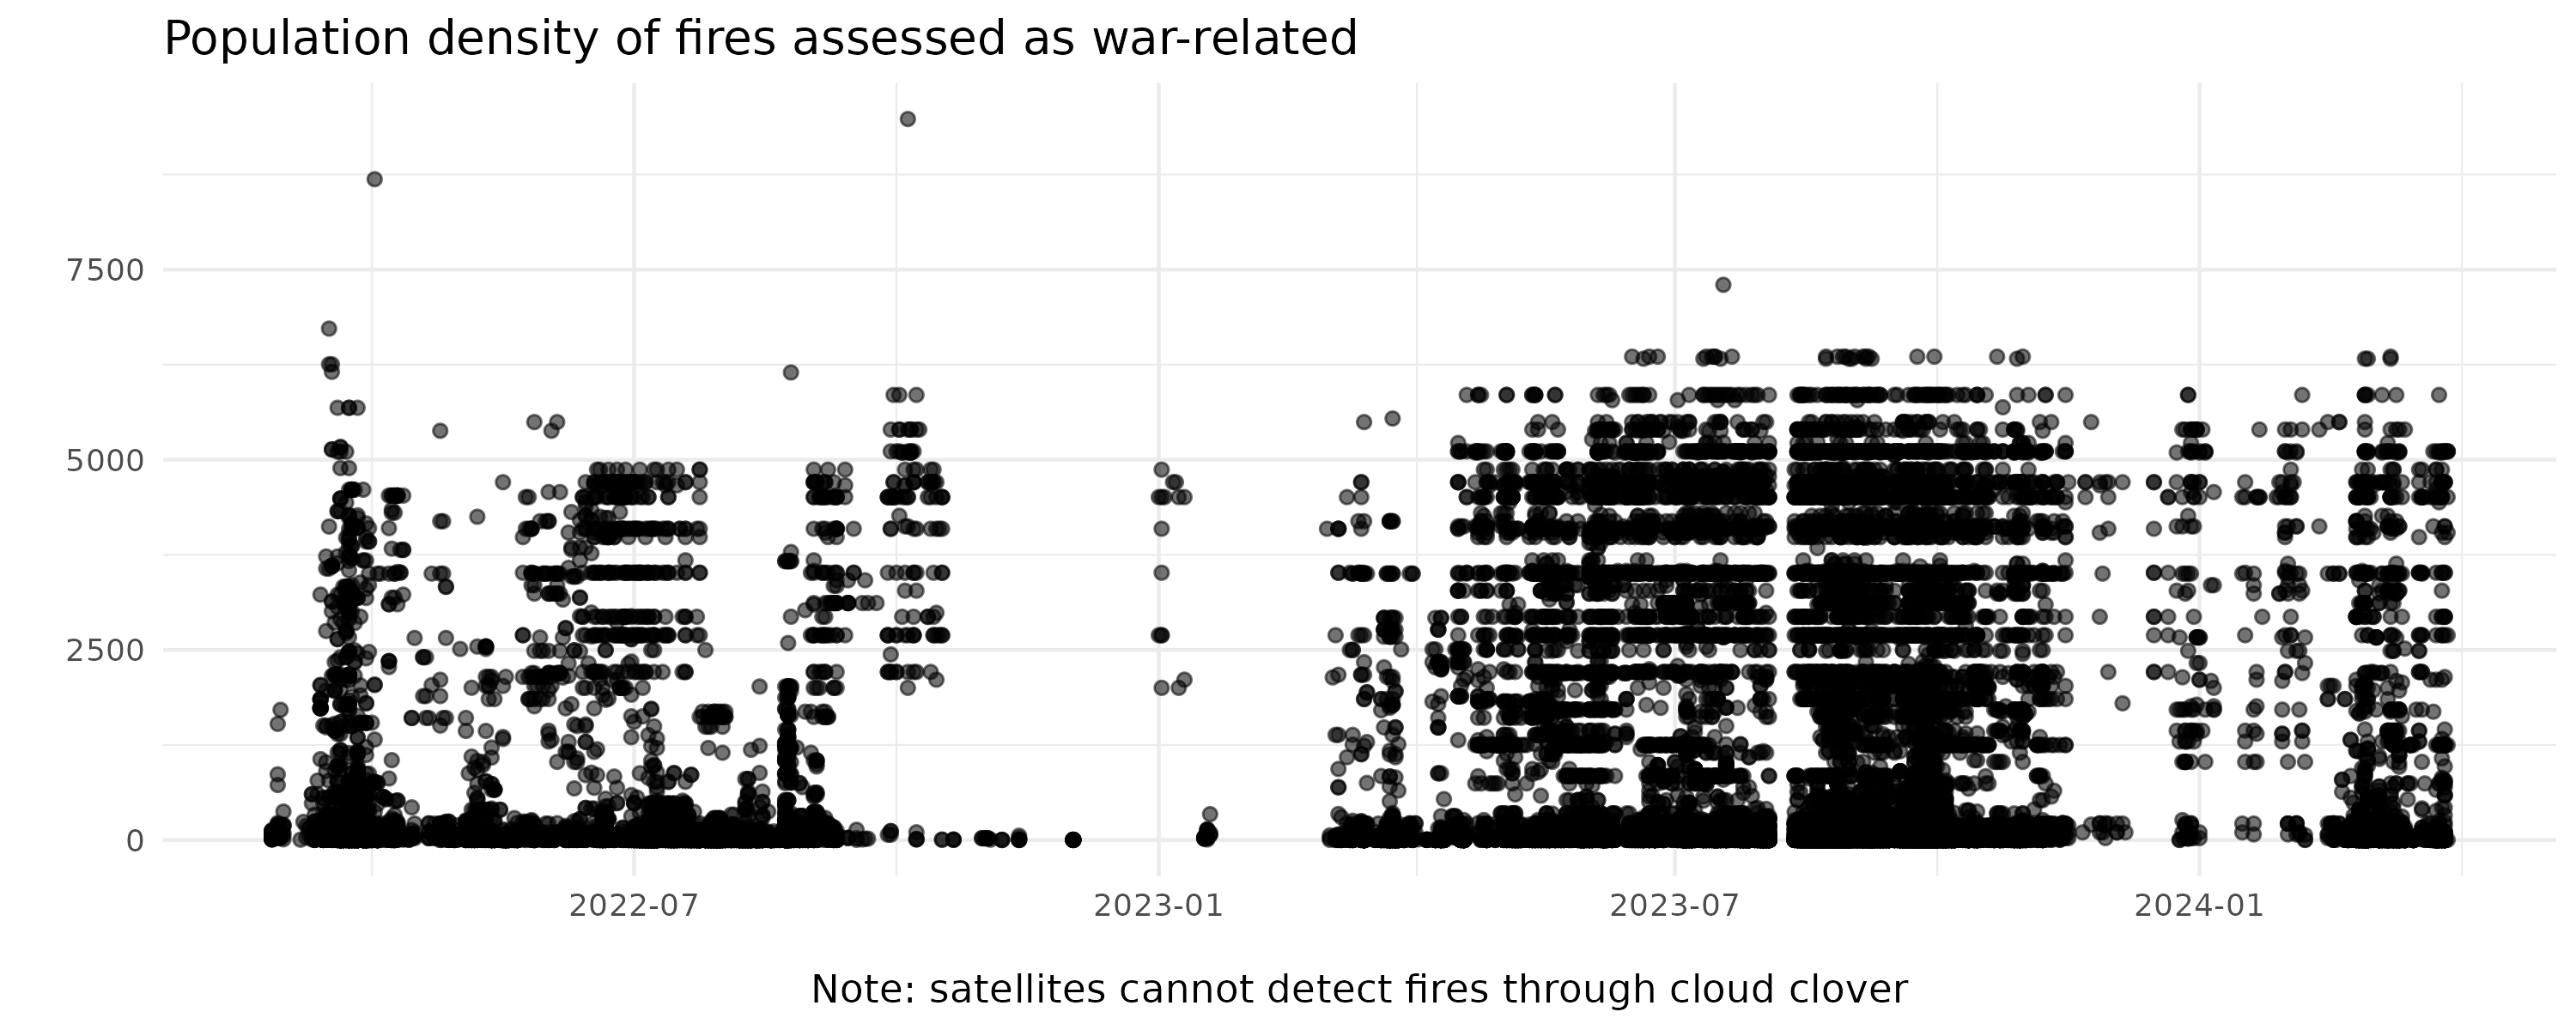 Population density of fires assessed as war-related
7500
5000
2500
0
2022-07 2023-01 2023-07 2024-01
Note: satellites cannot detect fires through cloud clover